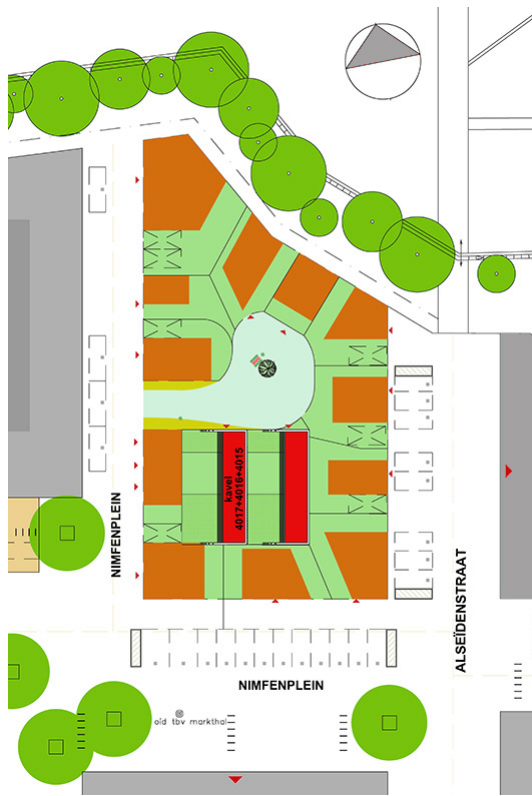 kavel
4017+4016+4015
NIMFENPLEIN
ALSEÏDENSTRAAT
NIMFENPLEIN
old tbv markthal